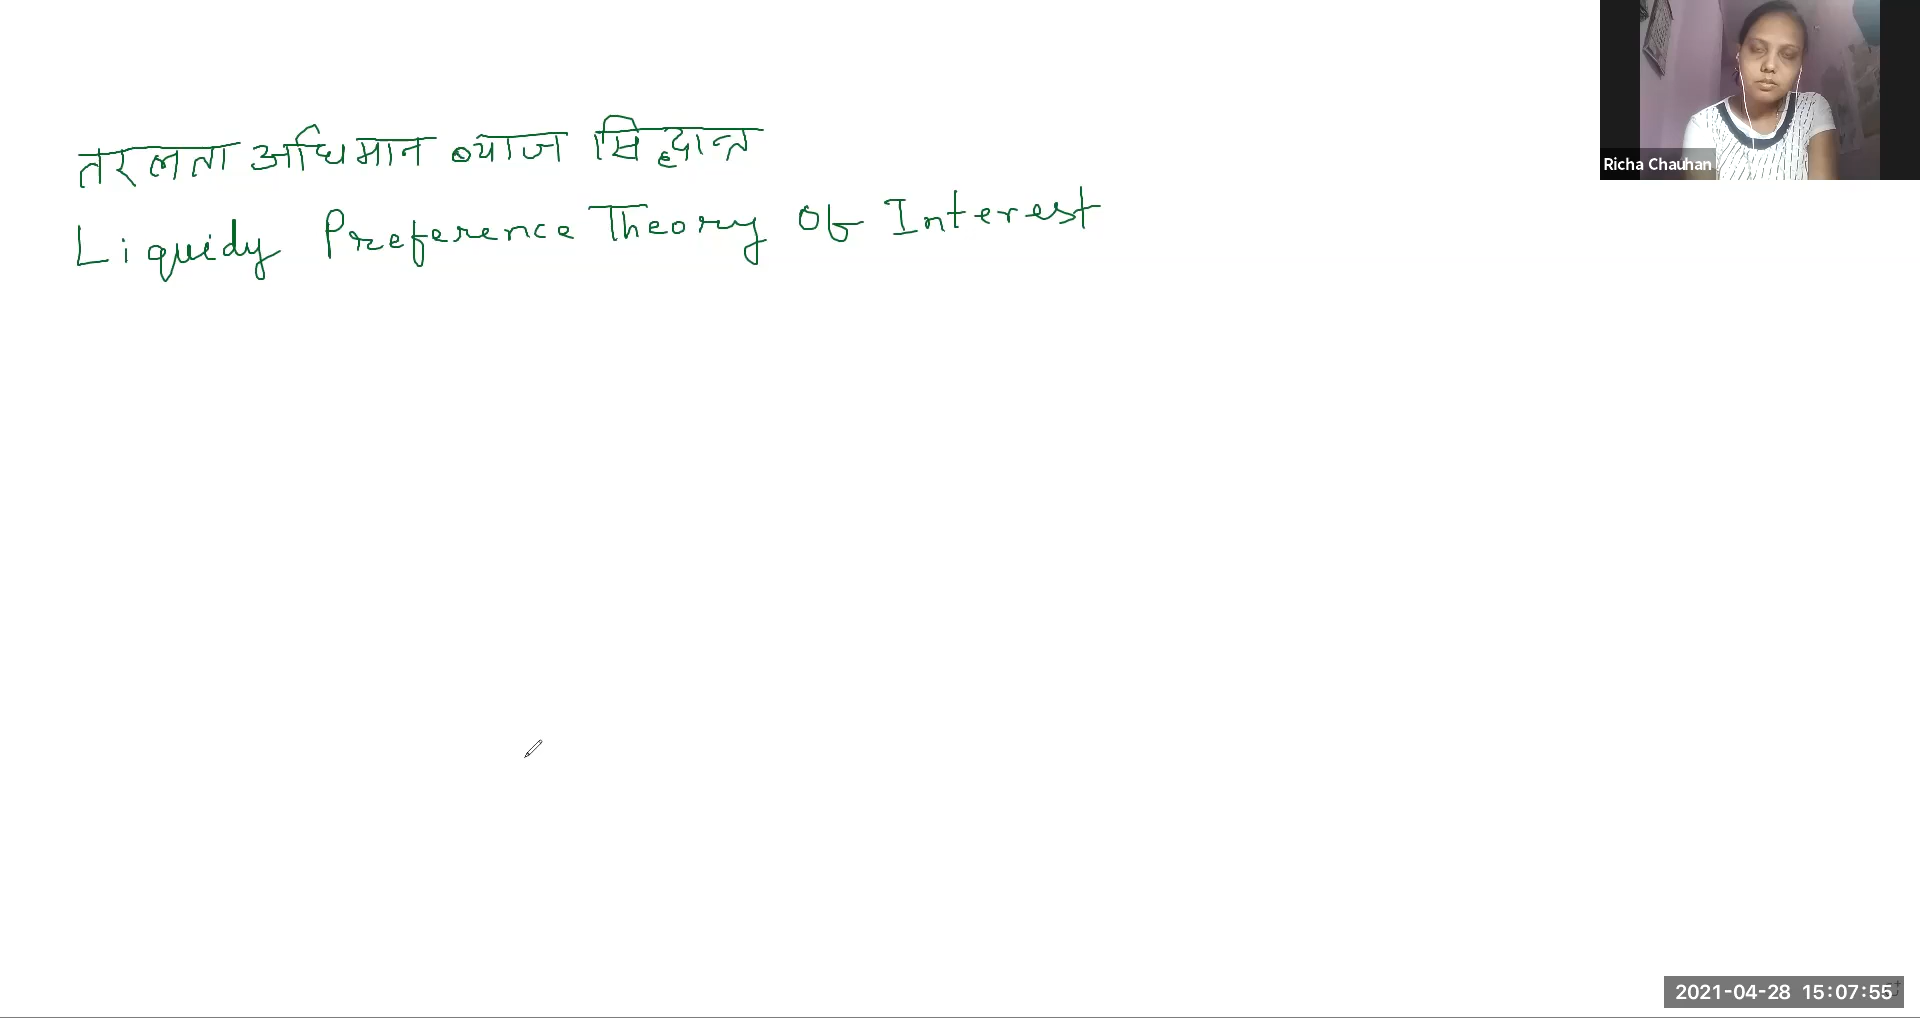 तरलता अधिमान ब्याज सिद्धान्त
Liquidy Preference Theory Of Interest
Richa Chauhan
2021-04-28 15:07:55